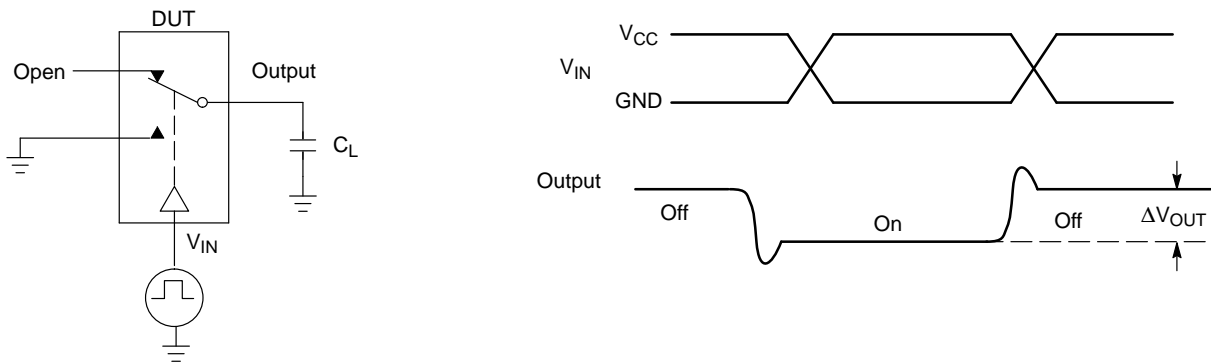 DUT
Open
Output
C_L
V_IN
V_CC
V_IN
GND
Output
Off
On
Off
ΔV_OUT